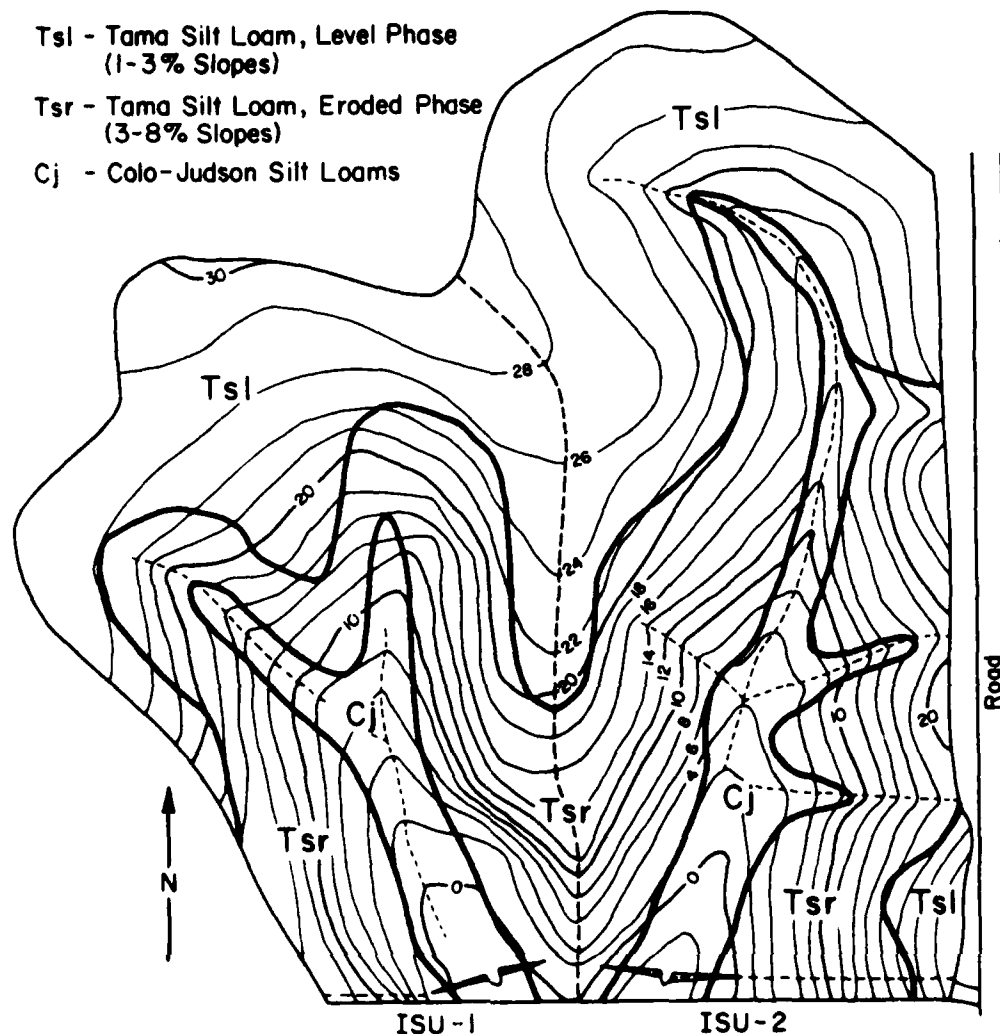 Tsl - Tama Silt Loam, Level Phase
(1-3% Slopes)
Tsr - Tama Silt Loam, Eroded Phase
(3-8% Slopes)
Cj - Colo-Judson Silt Loams
Tsl
30
28
Tsl
26
20
24
18
16
10
22
14
12
20
10
Road
8
10
20
Cj
6
4
Tsr
Cj
Tsr
N
0
0
Tsr
Tsl
ISU-1
ISU-2